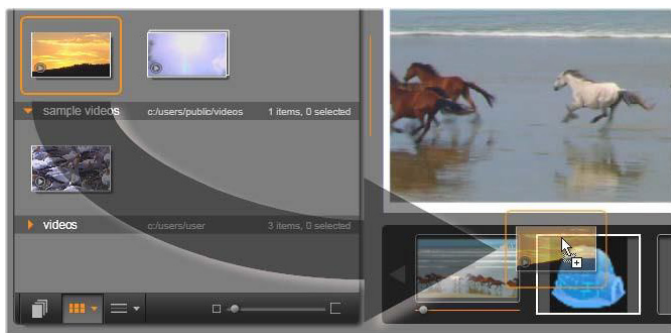 sample videos c:/users/public/videos 1 items, 0 selected
videos c:/users/user 3 items, 0 selected